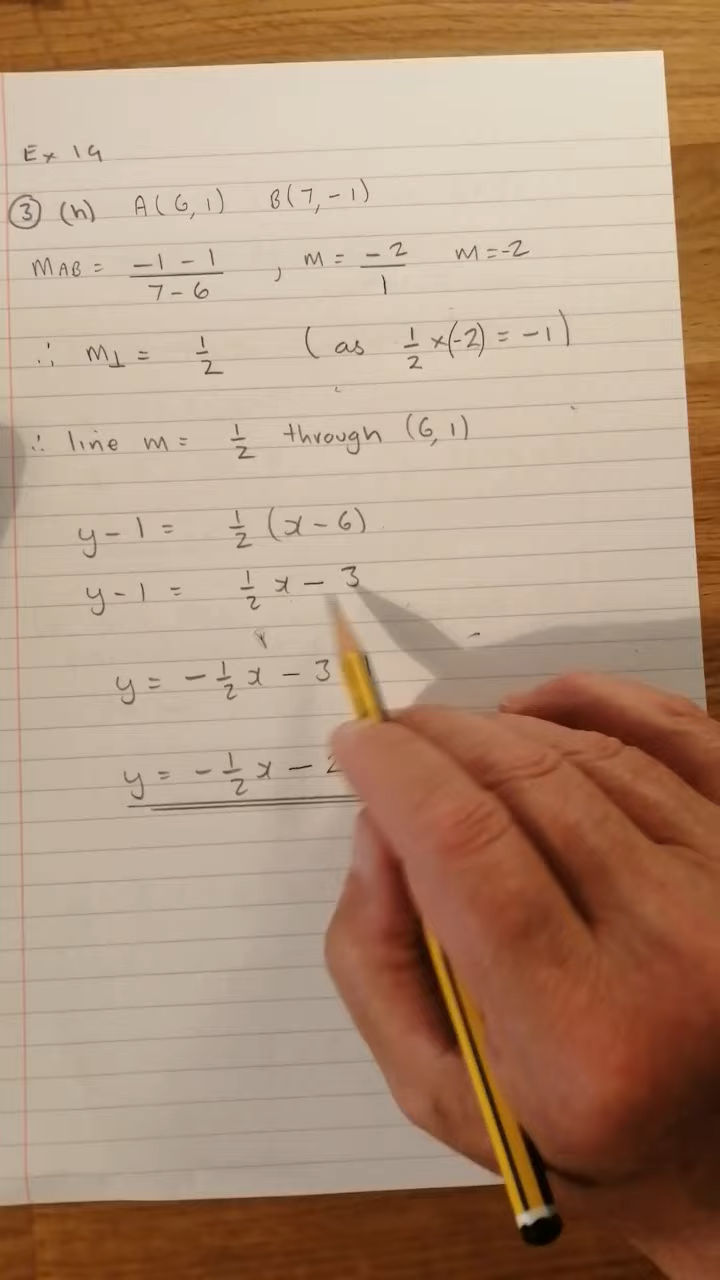 Ex 19
③ (h) A(6,1) B(7,-1)
mAB = -1 - 1 / 7 - 6 , m = -2 / 1 m = -2
∴ m⊥ = 1/2 (as 1/2 × (-2) = -1)
∴ line m = 1/2 through (6,1)
y - 1 = 1/2 (x - 6)
y - 1 = 1/2 x - 3
y = - 1/2 x - 3
y = - 1/2 x - 2